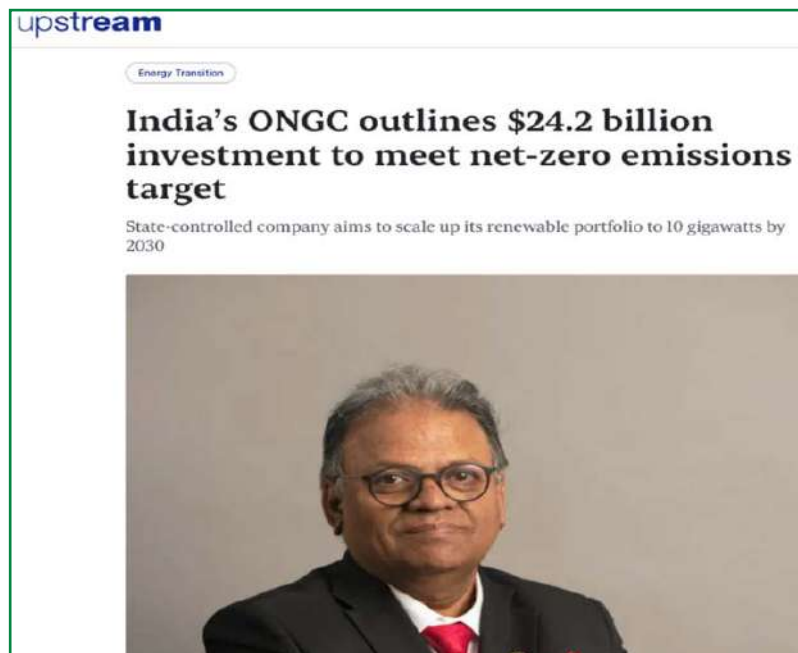 upstream
Energy Transition
India’s ONGC outlines $24.2 billion
investment to meet net-zero emissions
target
State-controlled company aims to scale up its renewable portfolio to 10 gigawatts by
2030